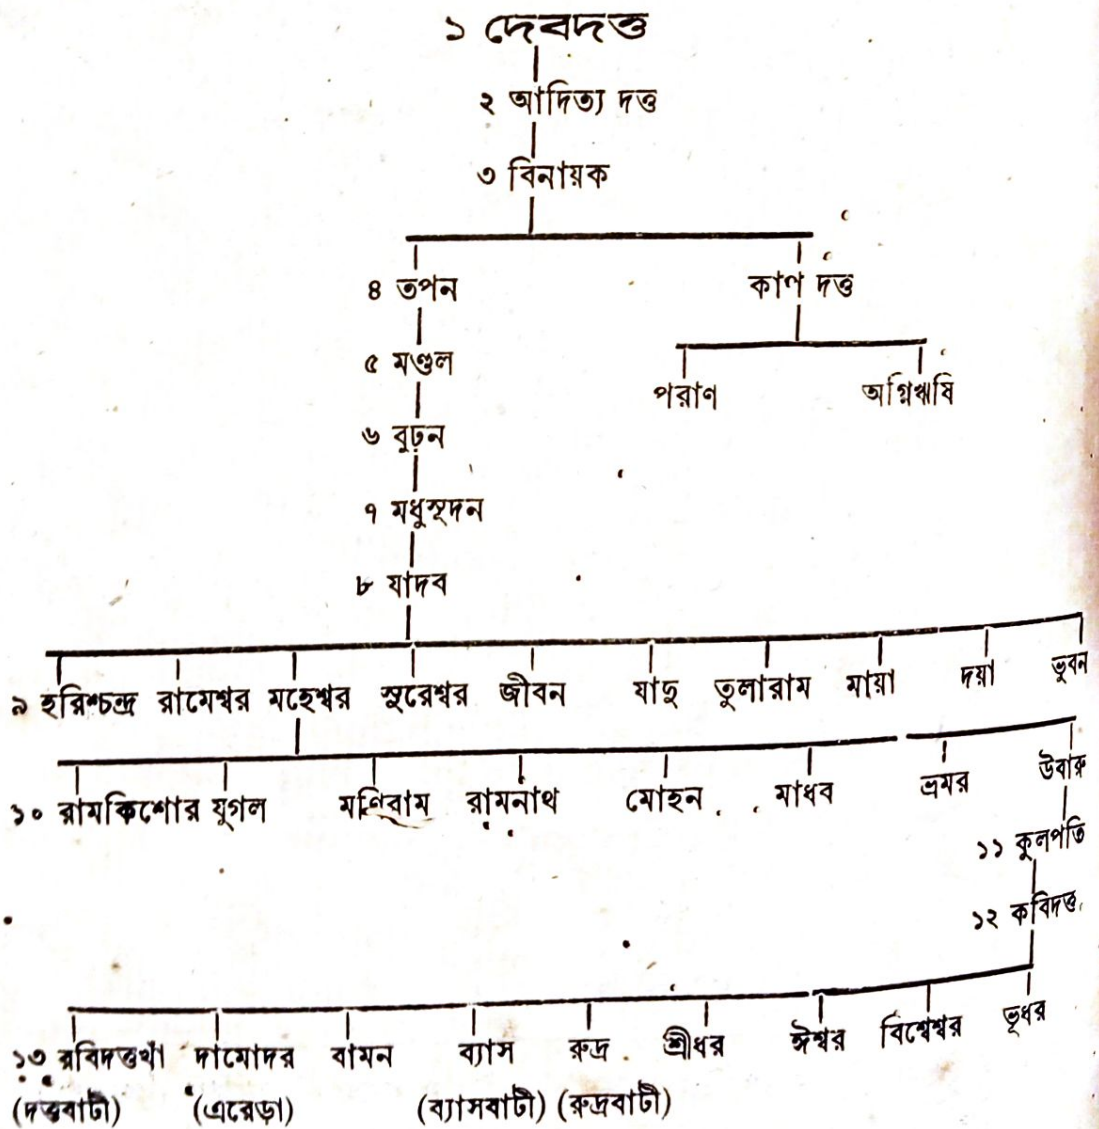 ১ দেবদত্ত
২ আদিত্য দত্ত
৩ বিনায়ক
৪ তপন কাণ দত্ত
৫ মণ্ডল
পরাণ অগ্নিঋষি
৬ বুঢ়ন
৭ মধুসূদন
৮ যাদব
৯ হরিশ্চন্দ্র রামেশ্বর মহেশ্বর সুরেশ্বর জীবন যাদু তুলারাম মায়া দয়া ভুবন
১০ রামকিশোর যুগল মণিরাম রামনাথ মোহন মাধব ভ্রমর উবারু
১১ কুলপতি
১২ কবিদত্ত
১৩ রবিদত্তখাঁ দামোদর বামন ব্যাস রুদ্র শ্রীধর ঈশ্বর বিশ্বেশ্বর ভূধর
(দত্তবাটী) (এরেড়া) (ব্যাসবাটী) (রুদ্রবাটী)